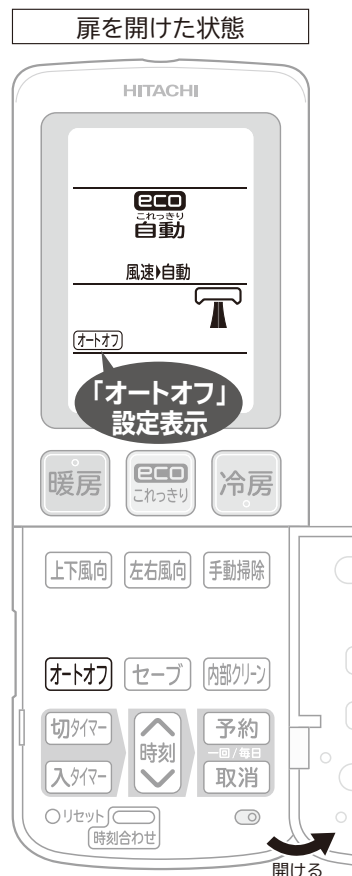 扉を開けた状態
HITACHI
eco
これっきり
自動
風速▶自動
オートオフ
「オートオフ」
設定表示
暖房
eco
これっきり
冷房
上下風向
左右風向
手動掃除
オートオフ
セーブ
内部クリーン
切タイマー
時刻
予約
一回/毎日
入タイマー
取消
リセット
時刻合わせ
開ける